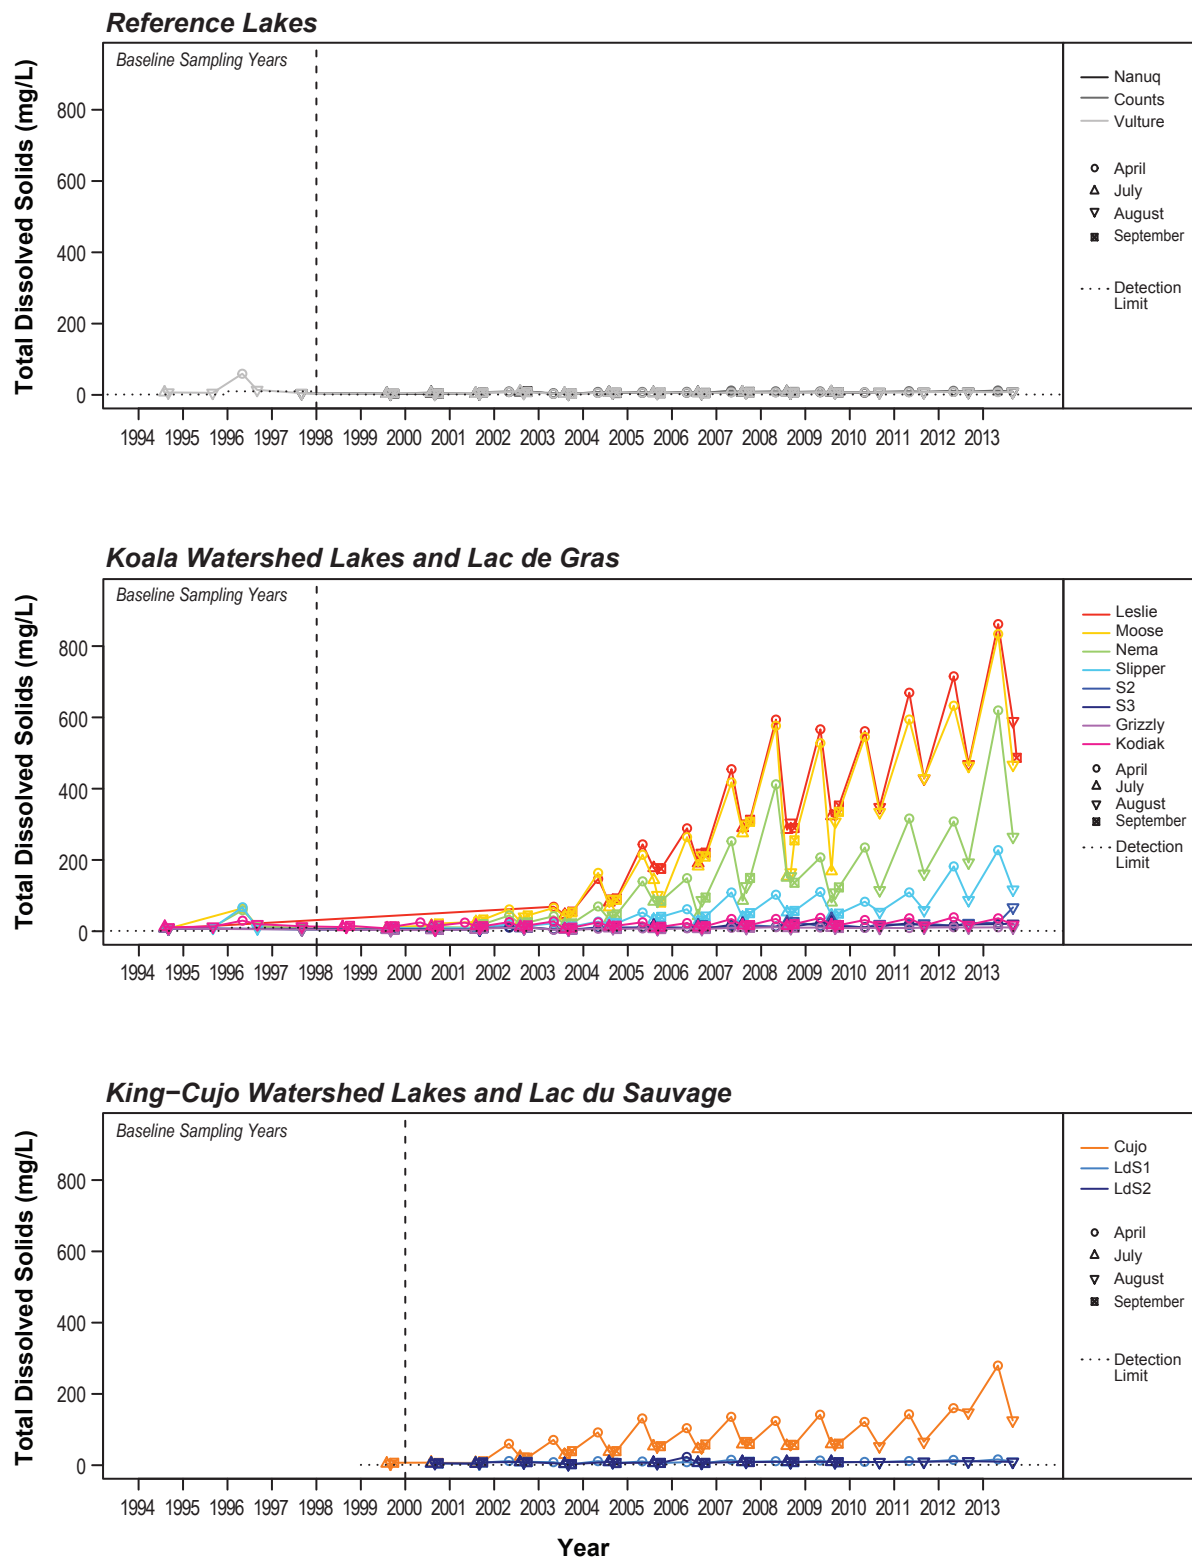 Reference Lakes
Total Dissolved Solids (mg/L)
Baseline Sampling Years
800
600
400
200
0
1994 1995 1996 1997 1998 1999 2000 2001 2002 2003 2004 2005 2006 2007 2008 2009 2010 2011 2012 2013
Nanuq
Counts
Vulture
April
July
August
September
Detection
Limit
Koala Watershed Lakes and Lac de Gras
Total Dissolved Solids (mg/L)
Baseline Sampling Years
800
600
400
200
0
1994 1995 1996 1997 1998 1999 2000 2001 2002 2003 2004 2005 2006 2007 2008 2009 2010 2011 2012 2013
Leslie
Moose
Nema
Slipper
S2
S3
Grizzly
Kodiak
April
July
August
September
Detection
Limit
King−Cujo Watershed Lakes and Lac du Sauvage
Total Dissolved Solids (mg/L)
Baseline Sampling Years
800
600
400
200
0
1994 1995 1996 1997 1998 1999 2000 2001 2002 2003 2004 2005 2006 2007 2008 2009 2010 2011 2012 2013
Cujo
LdS1
LdS2
April
July
August
September
Detection
Limit
Year